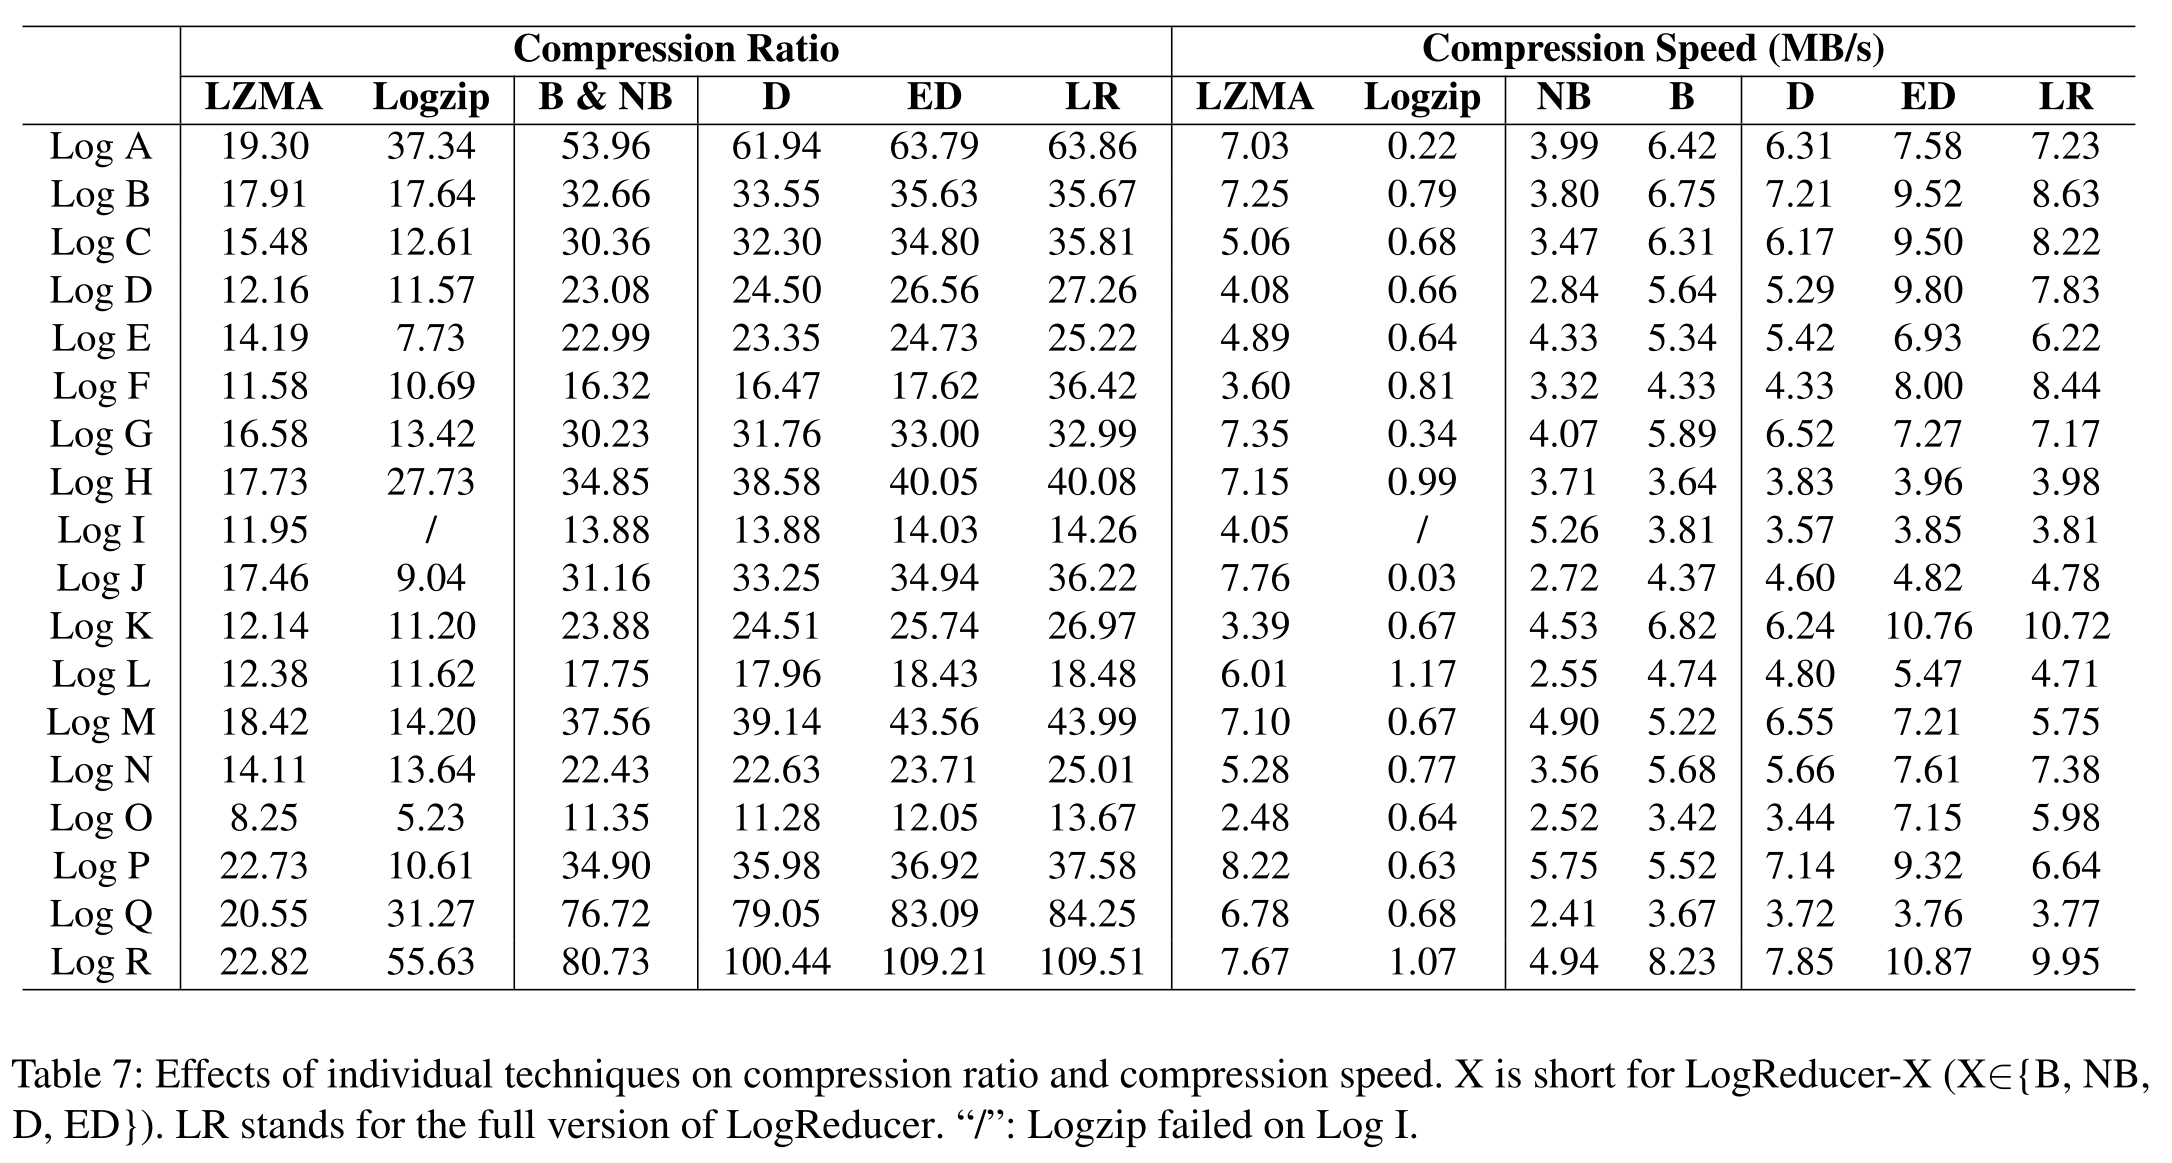 Compression Ratio Compression Speed (MB/s)
LZMA Logzip B & NB D ED LR LZMA Logzip NB B D ED LR
Log A 19.30 37.34 53.96 61.94 63.79 63.86 7.03 0.22 3.99 6.42 6.31 7.58 7.23
Log B 17.91 17.64 32.66 33.55 35.63 35.67 7.25 0.79 3.80 6.75 7.21 9.52 8.63
Log C 15.48 12.61 30.36 32.30 34.80 35.81 5.06 0.68 3.47 6.31 6.17 9.50 8.22
Log D 12.16 11.57 23.08 24.50 26.56 27.26 4.08 0.66 2.84 5.64 5.29 9.80 7.83
Log E 14.19 7.73 22.99 23.35 24.73 25.22 4.89 0.64 4.33 5.34 5.42 6.93 6.22
Log F 11.58 10.69 16.32 16.47 17.62 36.42 3.60 0.81 3.32 4.33 4.33 8.00 8.44
Log G 16.58 13.42 30.23 31.76 33.00 32.99 7.35 0.34 4.07 5.89 6.52 7.27 7.17
Log H 17.73 27.73 34.85 38.58 40.05 40.08 7.15 0.99 3.71 3.64 3.83 3.96 3.98
Log I 11.95 / 13.88 13.88 14.03 14.26 4.05 / 5.26 3.81 3.57 3.85 3.81
Log J 17.46 9.04 31.16 33.25 34.94 36.22 7.76 0.03 2.72 4.37 4.60 4.82 4.78
Log K 12.14 11.20 23.88 24.51 25.74 26.97 3.39 0.67 4.53 6.82 6.24 10.76 10.72
Log L 12.38 11.62 17.75 17.96 18.43 18.48 6.01 1.17 2.55 4.74 4.80 5.47 4.71
Log M 18.42 14.20 37.56 39.14 43.56 43.99 7.10 0.67 4.90 5.22 6.55 7.21 5.75
Log N 14.11 13.64 22.43 22.63 23.71 25.01 5.28 0.77 3.56 5.68 5.66 7.61 7.38
Log O 8.25 5.23 11.35 11.28 12.05 13.67 2.48 0.64 2.52 3.42 3.44 7.15 5.98
Log P 22.73 10.61 34.90 35.98 36.92 37.58 8.22 0.63 5.75 5.52 7.14 9.32 6.64
Log Q 20.55 31.27 76.72 79.05 83.09 84.25 6.78 0.68 2.41 3.67 3.72 3.76 3.77
Log R 22.82 55.63 80.73 100.44 109.21 109.51 7.67 1.07 4.94 8.23 7.85 10.87 9.95
Table 7: Effects of individual techniques on compression ratio and compression speed. X is short for LogReducer-X (X∈{B, NB,
D, ED}). LR stands for the full version of LogReducer. “/”: Logzip failed on Log I.